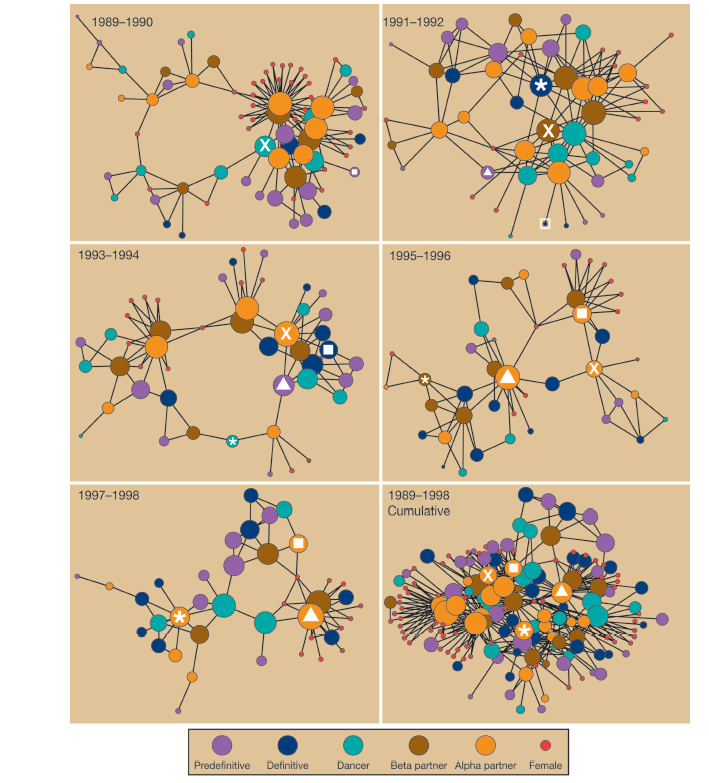 1989–1990
1991–1992
X
*
X
1993–1994
1995–1996
X
*
*
X
1997–1998
1989–1998
Cumulative
*
X
*
Predefinitive Definitive Dancer Beta partner Alpha partner Female